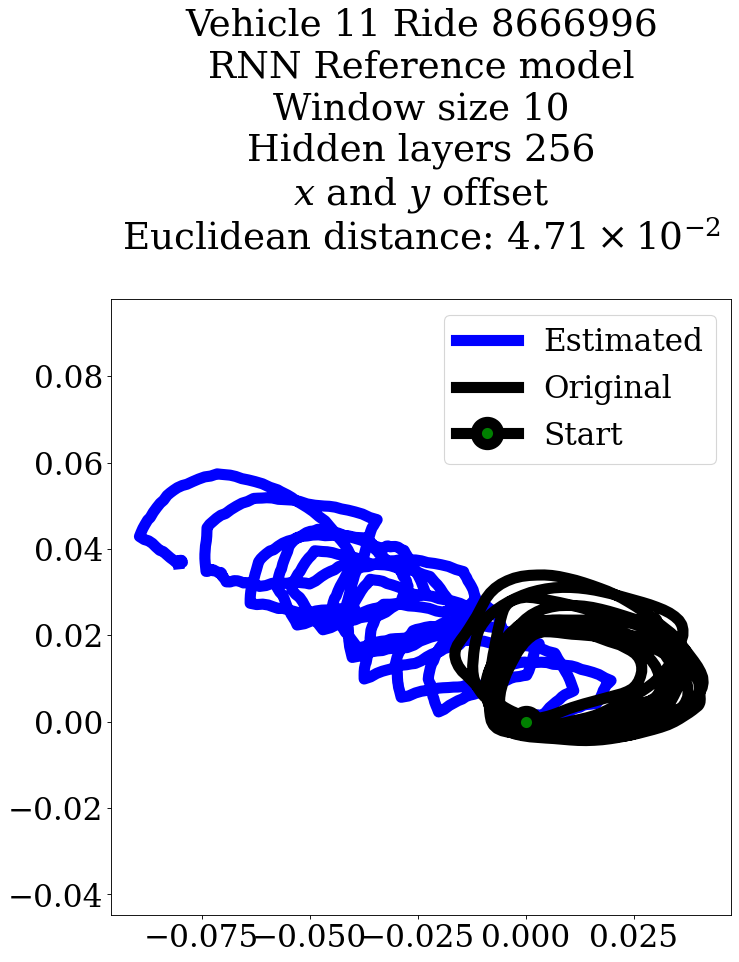 Vehicle 11 Ride 8666996
RNN Reference model
Window size 10
Hidden layers 256
x and y offset
Euclidean distance: 4.71 × 10⁻²
Estimated
Original
Start
0.08
0.06
0.04
0.02
0.00
−0.02
−0.04
−0.075 −0.050 −0.025 0.000 0.025